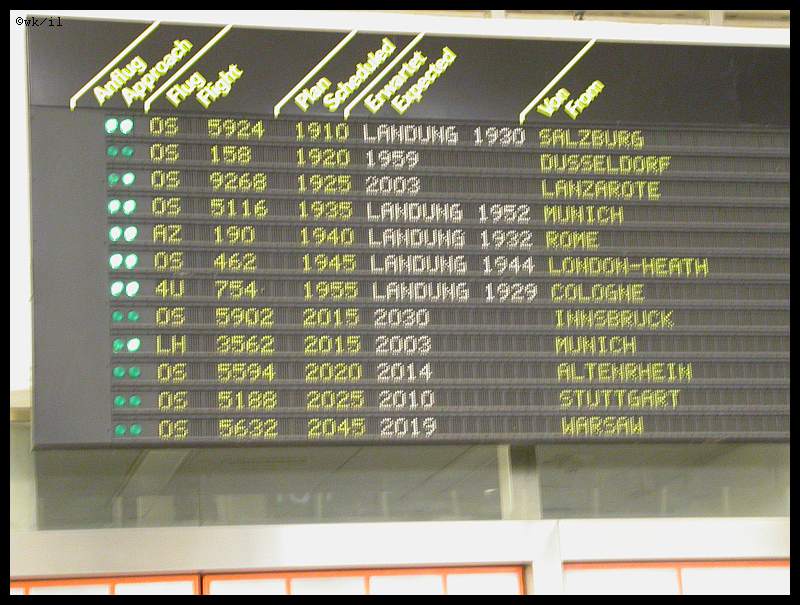 ©wk/il
Anflug Flug Plan Erwartet Von
Approach Flight Scheduled Expected From
OS 5924 1910 LANDUNG 1930 SALZBURG
OS 158 1920 1959 DUSSELDORF
OS 9268 1925 2003 LANZAROTE
OS 5116 1935 LANDUNG 1952 MUNICH
AZ 190 1940 LANDUNG 1932 ROME
OS 462 1945 LANDUNG 1944 LONDON-HEATH
4U 754 1955 LANDUNG 1929 COLOGNE
OS 5902 2015 2030 INNSBRUCK
LH 3562 2015 2003 MUNICH
OS 5594 2020 2014 ALTENRHEIN
OS 5188 2025 2010 STUTTGART
OS 5632 2045 2019 WARSAW